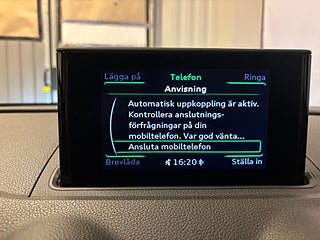 Lägga på
Telefon
Ringa
Anvisning
Automatisk uppkoppling är aktiv.
Kontrollera anslutnings-
förfrågningar på din
mobiltelefon. Var god vänta...
Ansluta mobiltelefon
Brevlåda
16:20
Ställa in